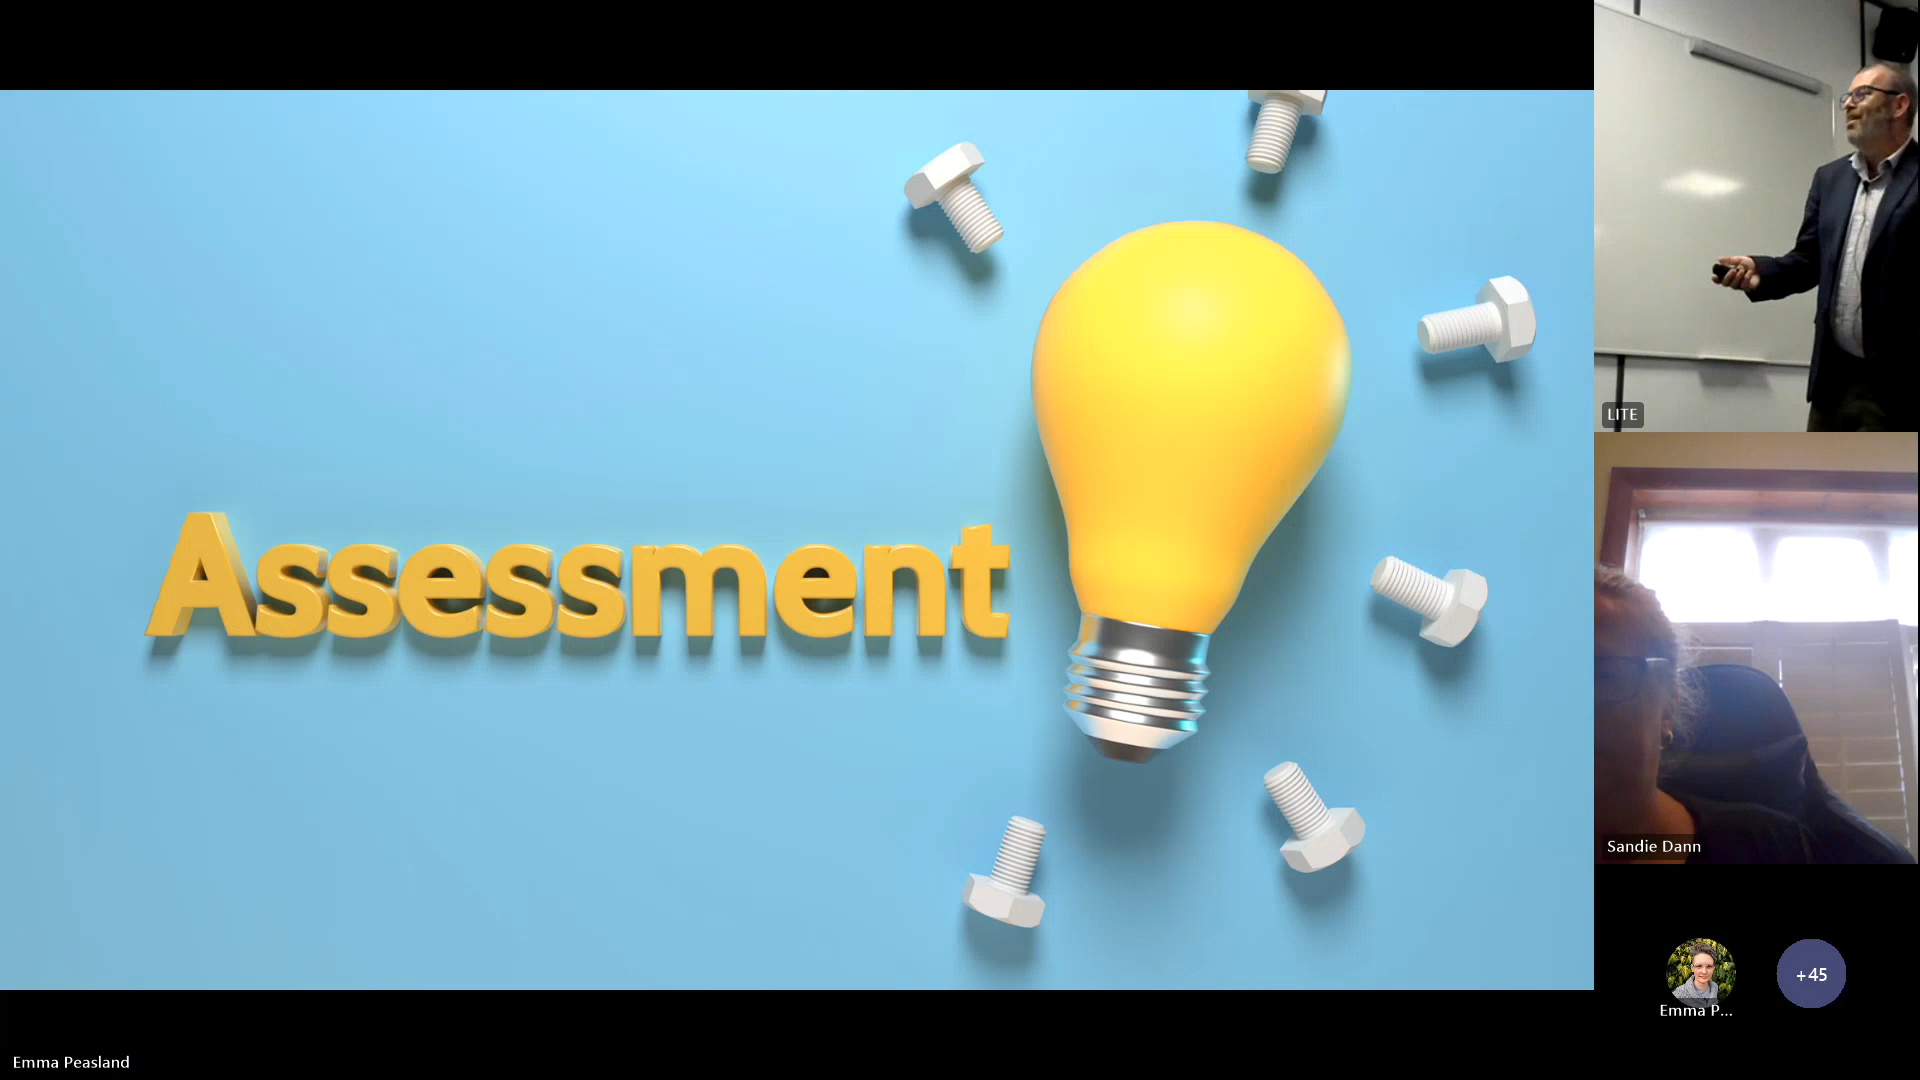 Assessment
LITE
Sandie Dann
Emma P...
+45
Emma Peasland